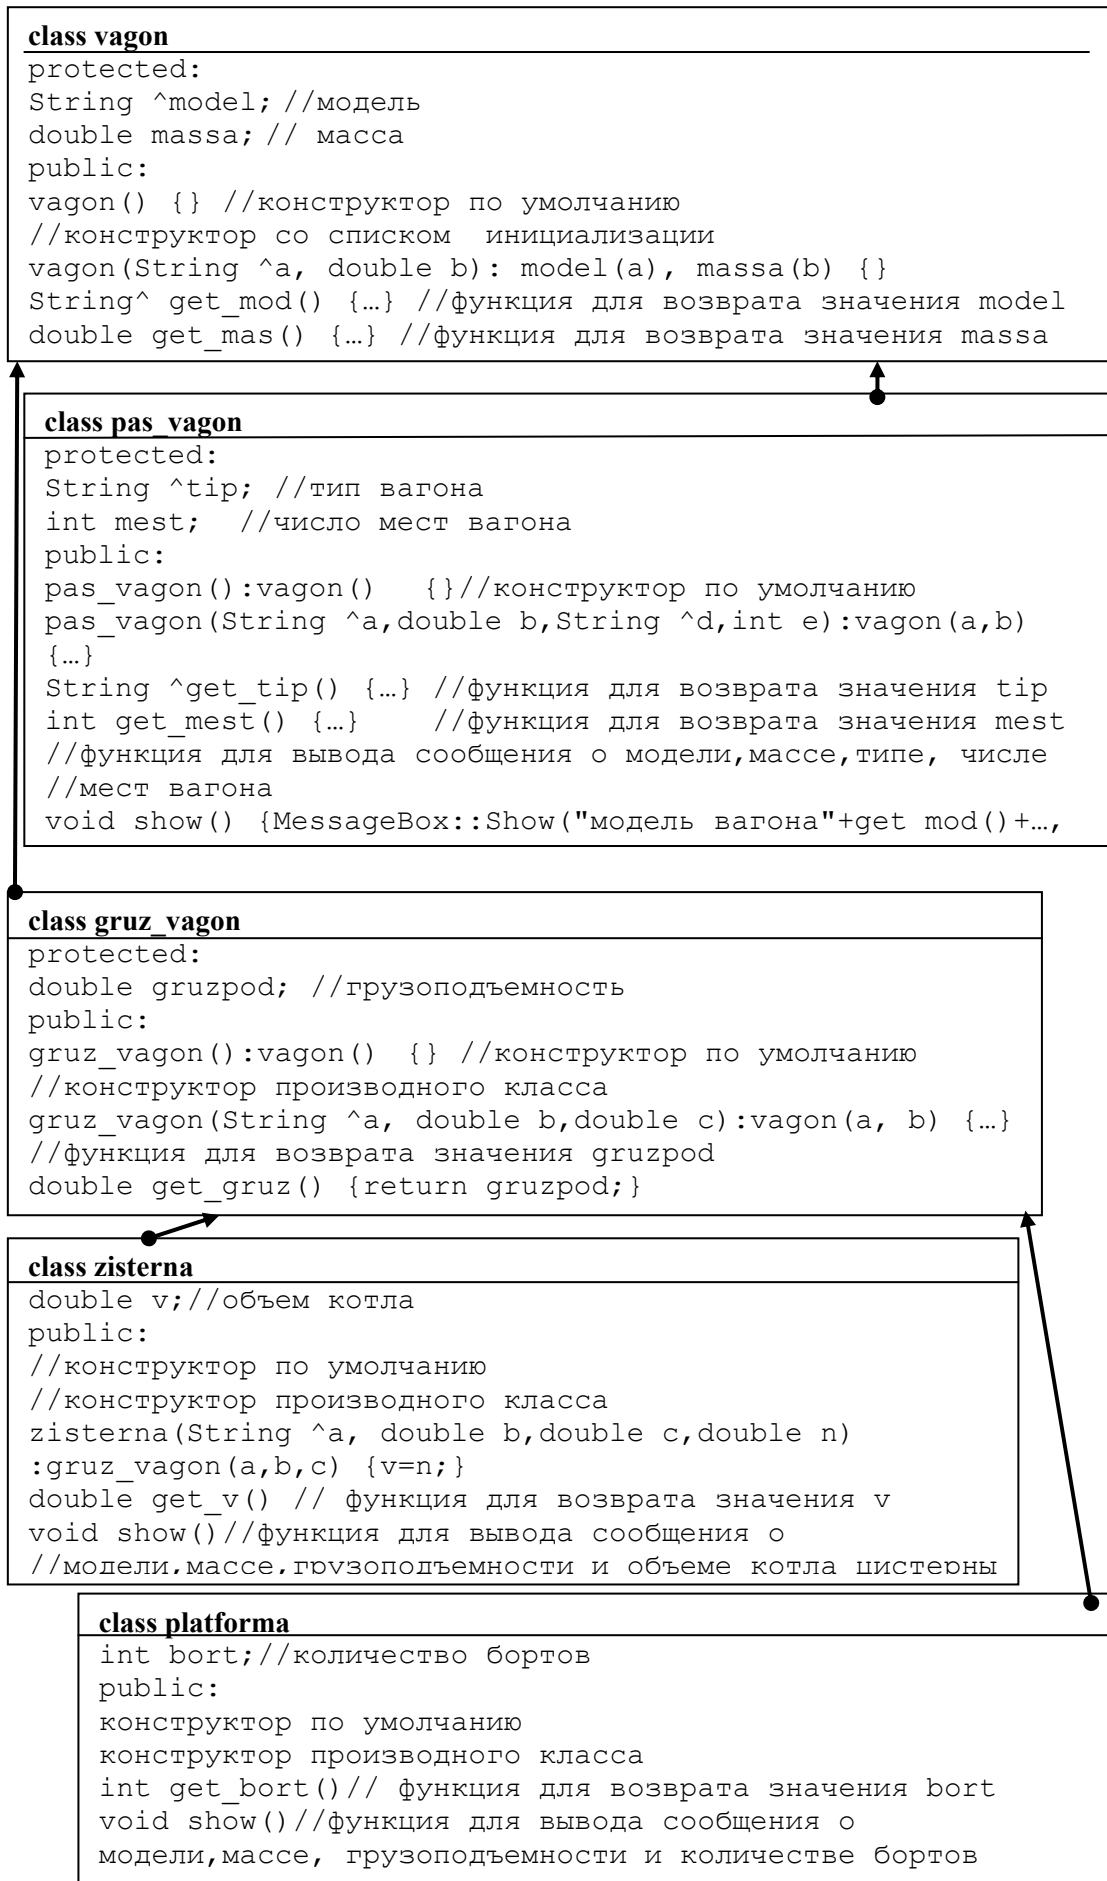 class vagon
protected:
String ^model; //модель
double massa; // масса
public:
vagon() {} //конструктор по умолчанию
//конструктор со списком инициализации
vagon(String ^a, double b): model(a), massa(b) {}
String^ get_mod() {…} //функция для возврата значения model
double get_mas() {…} //функция для возврата значения massa
class pas_vagon
protected:
String ^tip; //тип вагона
int mest; //число мест вагона
public:
pas_vagon():vagon() {}//конструктор по умолчанию
pas_vagon(String ^a,double b,String ^d,int e):vagon(a,b)
{…}
String ^get_tip() {…} //функция для возврата значения tip
int get_mest() {…} //функция для возврата значения mest
//функция для вывода сообщения о модели,массе,типе, числе
//мест вагона
void show() {MessageBox::Show("модель вагона"+get_mod()+…,
class gruz_vagon
protected:
double gruzpod; //грузоподъемность
public:
gruz_vagon():vagon() {} //конструктор по умолчанию
//конструктор производного класса
gruz_vagon(String ^a, double b,double c):vagon(a, b) {…}
//функция для возврата значения gruzpod
double get_gruz() {return gruzpod;}
class zisterna
double v;//объем котла
public:
//конструктор по умолчанию
//конструктор производного класса
zisterna(String ^a, double b,double c,double n)
:gruz_vagon(a,b,c) {v=n;}
double get_v() // функция для возврата значения v
void show()//функция для вывода сообщения о
//модели,массе,грузоподъемности и объеме котла цистерны
class platforma
int bort;//количество бортов
public:
конструктор по умолчанию
конструктор производного класса
int get_bort()// функция для возврата значения bort
void show()//функция для вывода сообщения о
модели,массе, грузоподъемности и количестве бортов